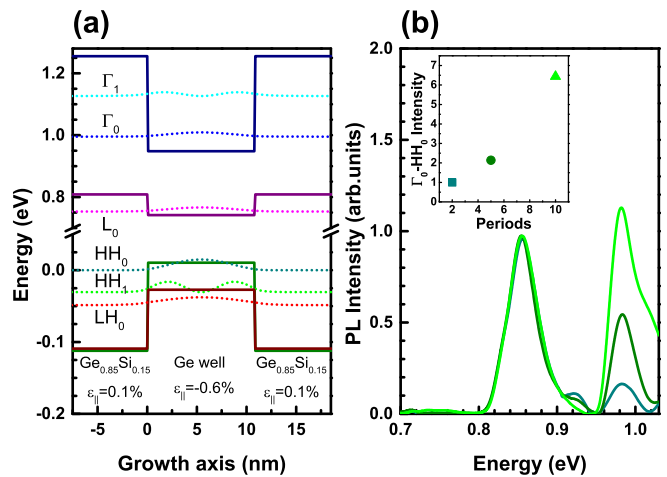 (a)
(b)
1.2
1.0
0.8
0.0
-0.1
-0.2
Energy (eV)
Γ1
Γ0
L0
HH0
HH1
LH0
Ge0.85Si0.15
Ge well
Ge0.85Si0.15
ε||=0.1%
ε||=-0.6%
ε||=0.1%
-5
0
5
10
15
Growth axis (nm)
2.0
1.5
1.0
0.5
0.0
PL Intensity (arb.units)
0.7
0.8
0.9
1.0
Energy (eV)
7
6
5
4
3
2
1
0
Γ0-HH0 Intensity
2
4
6
8
10
Periods